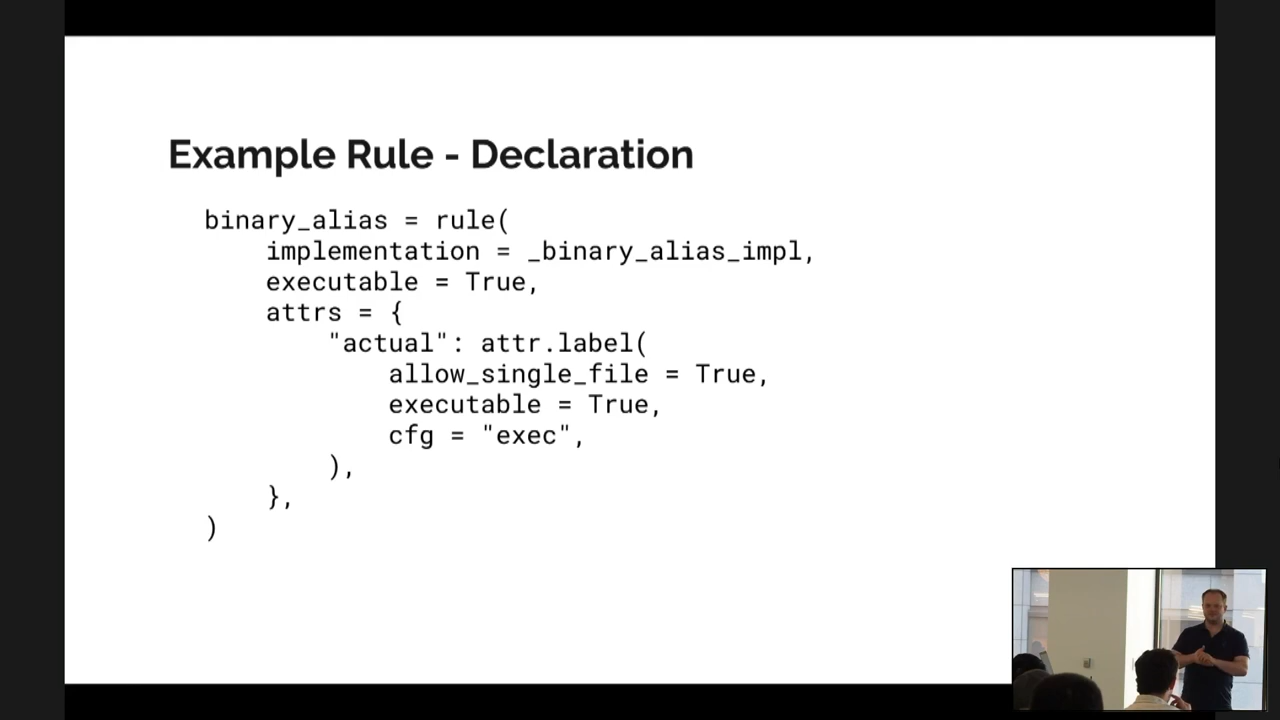 Example Rule - Declaration
binary_alias = rule(
    implementation = _binary_alias_impl,
    executable = True,
    attrs = {
        "actual": attr.label(
            allow_single_file = True,
            executable = True,
            cfg = "exec",
        ),
    },
)